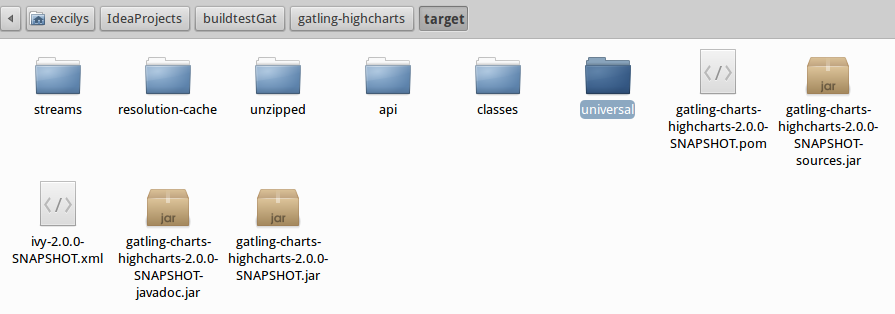 excilys IdeaProjects buildtestGat gatling-highcharts target
streams resolution-cache unzipped api classes universal
gatling-charts-
highcharts-2.0.0-
SNAPSHOT.pom
jar
gatling-charts-
highcharts-2.0.0-
SNAPSHOT-
sources.jar
ivy-2.0.0-
SNAPSHOT.xml
jar
gatling-charts-
highcharts-2.0.0-
SNAPSHOT-
javadoc.jar
jar
gatling-charts-
highcharts-2.0.0-
SNAPSHOT.jar